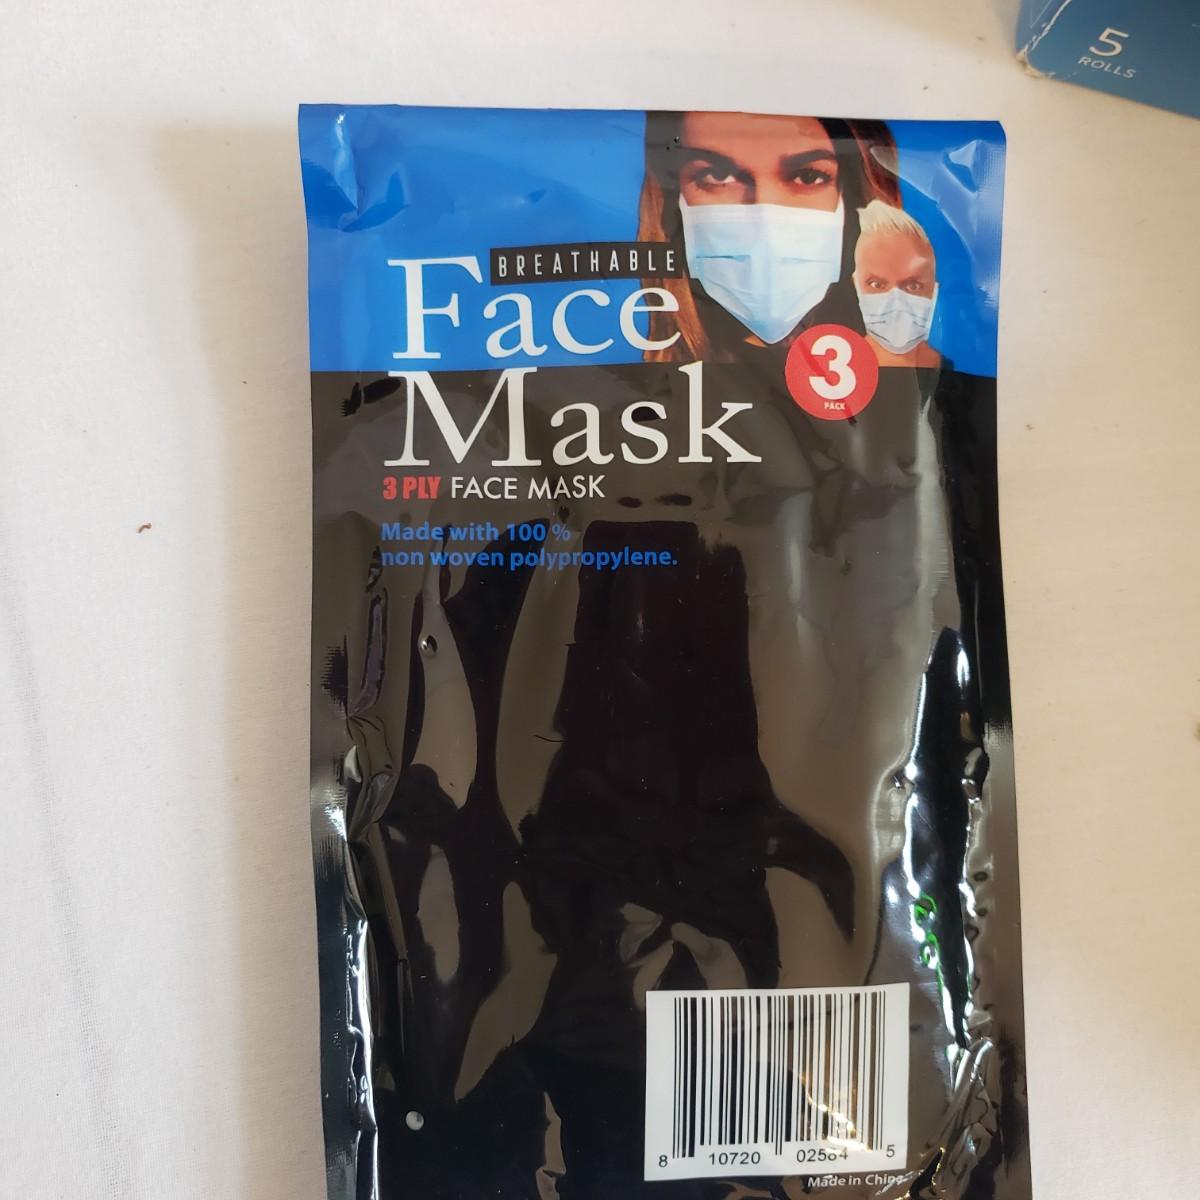 5
ROLLS
BREATHABLE
Face
Mask
3
PACK
3 PLY FACE MASK
Made with 100 %
non woven polypropylene.
8 10720 02584 5
Made in China